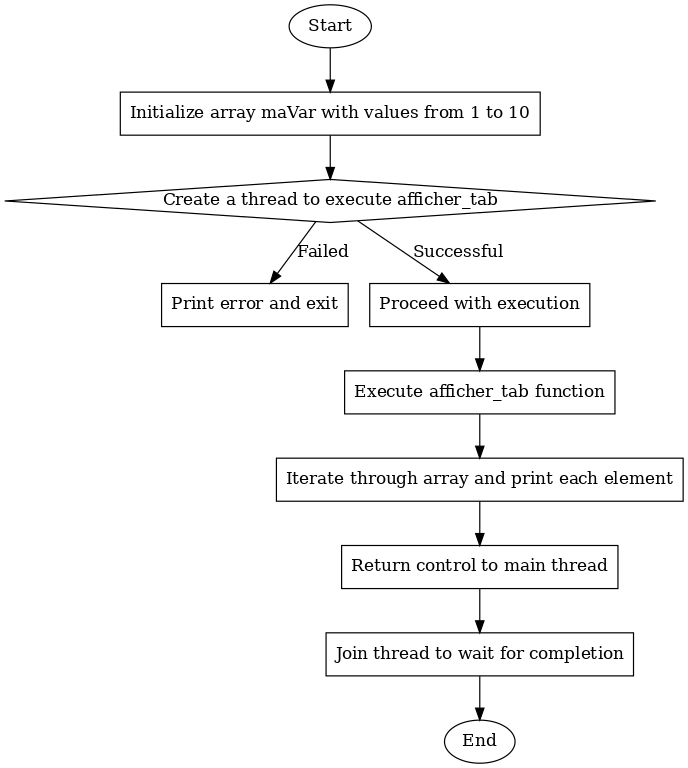 Start
Initialize array maVar with values from 1 to 10
Create a thread to execute afficher_tab
Failed
Successful
Print error and exit
Proceed with execution
Execute afficher_tab function
Iterate through array and print each element
Return control to main thread
Join thread to wait for completion
End